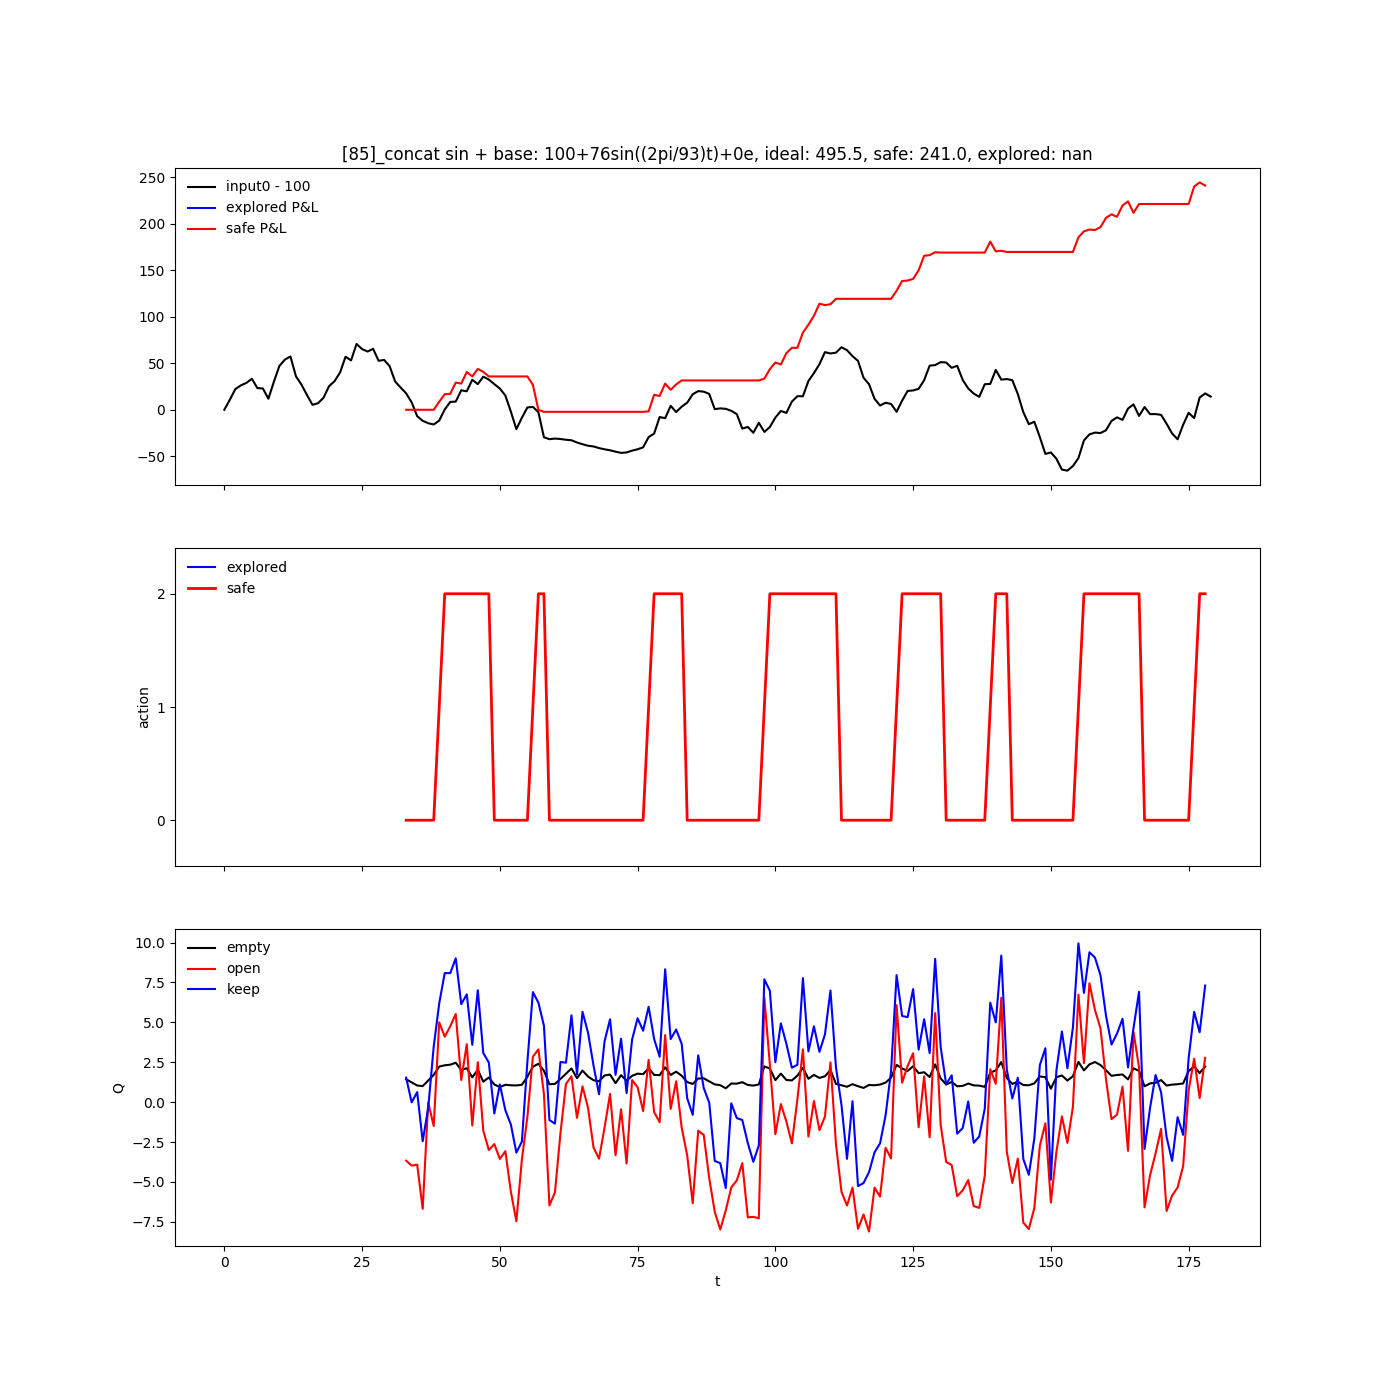 [85]_concat sin + base: 100+76sin((2pi/93)t)+0e, ideal: 495.5, safe: 241.0, explored: nan
250
200
150
100
50
0
−50
input0 - 100
explored P&L
safe P&L
2
1
0
action
explored
safe
10.0
7.5
5.0
2.5
0.0
−2.5
−5.0
−7.5
Q
empty
open
keep
0 25 50 75 100 125 150 175
t